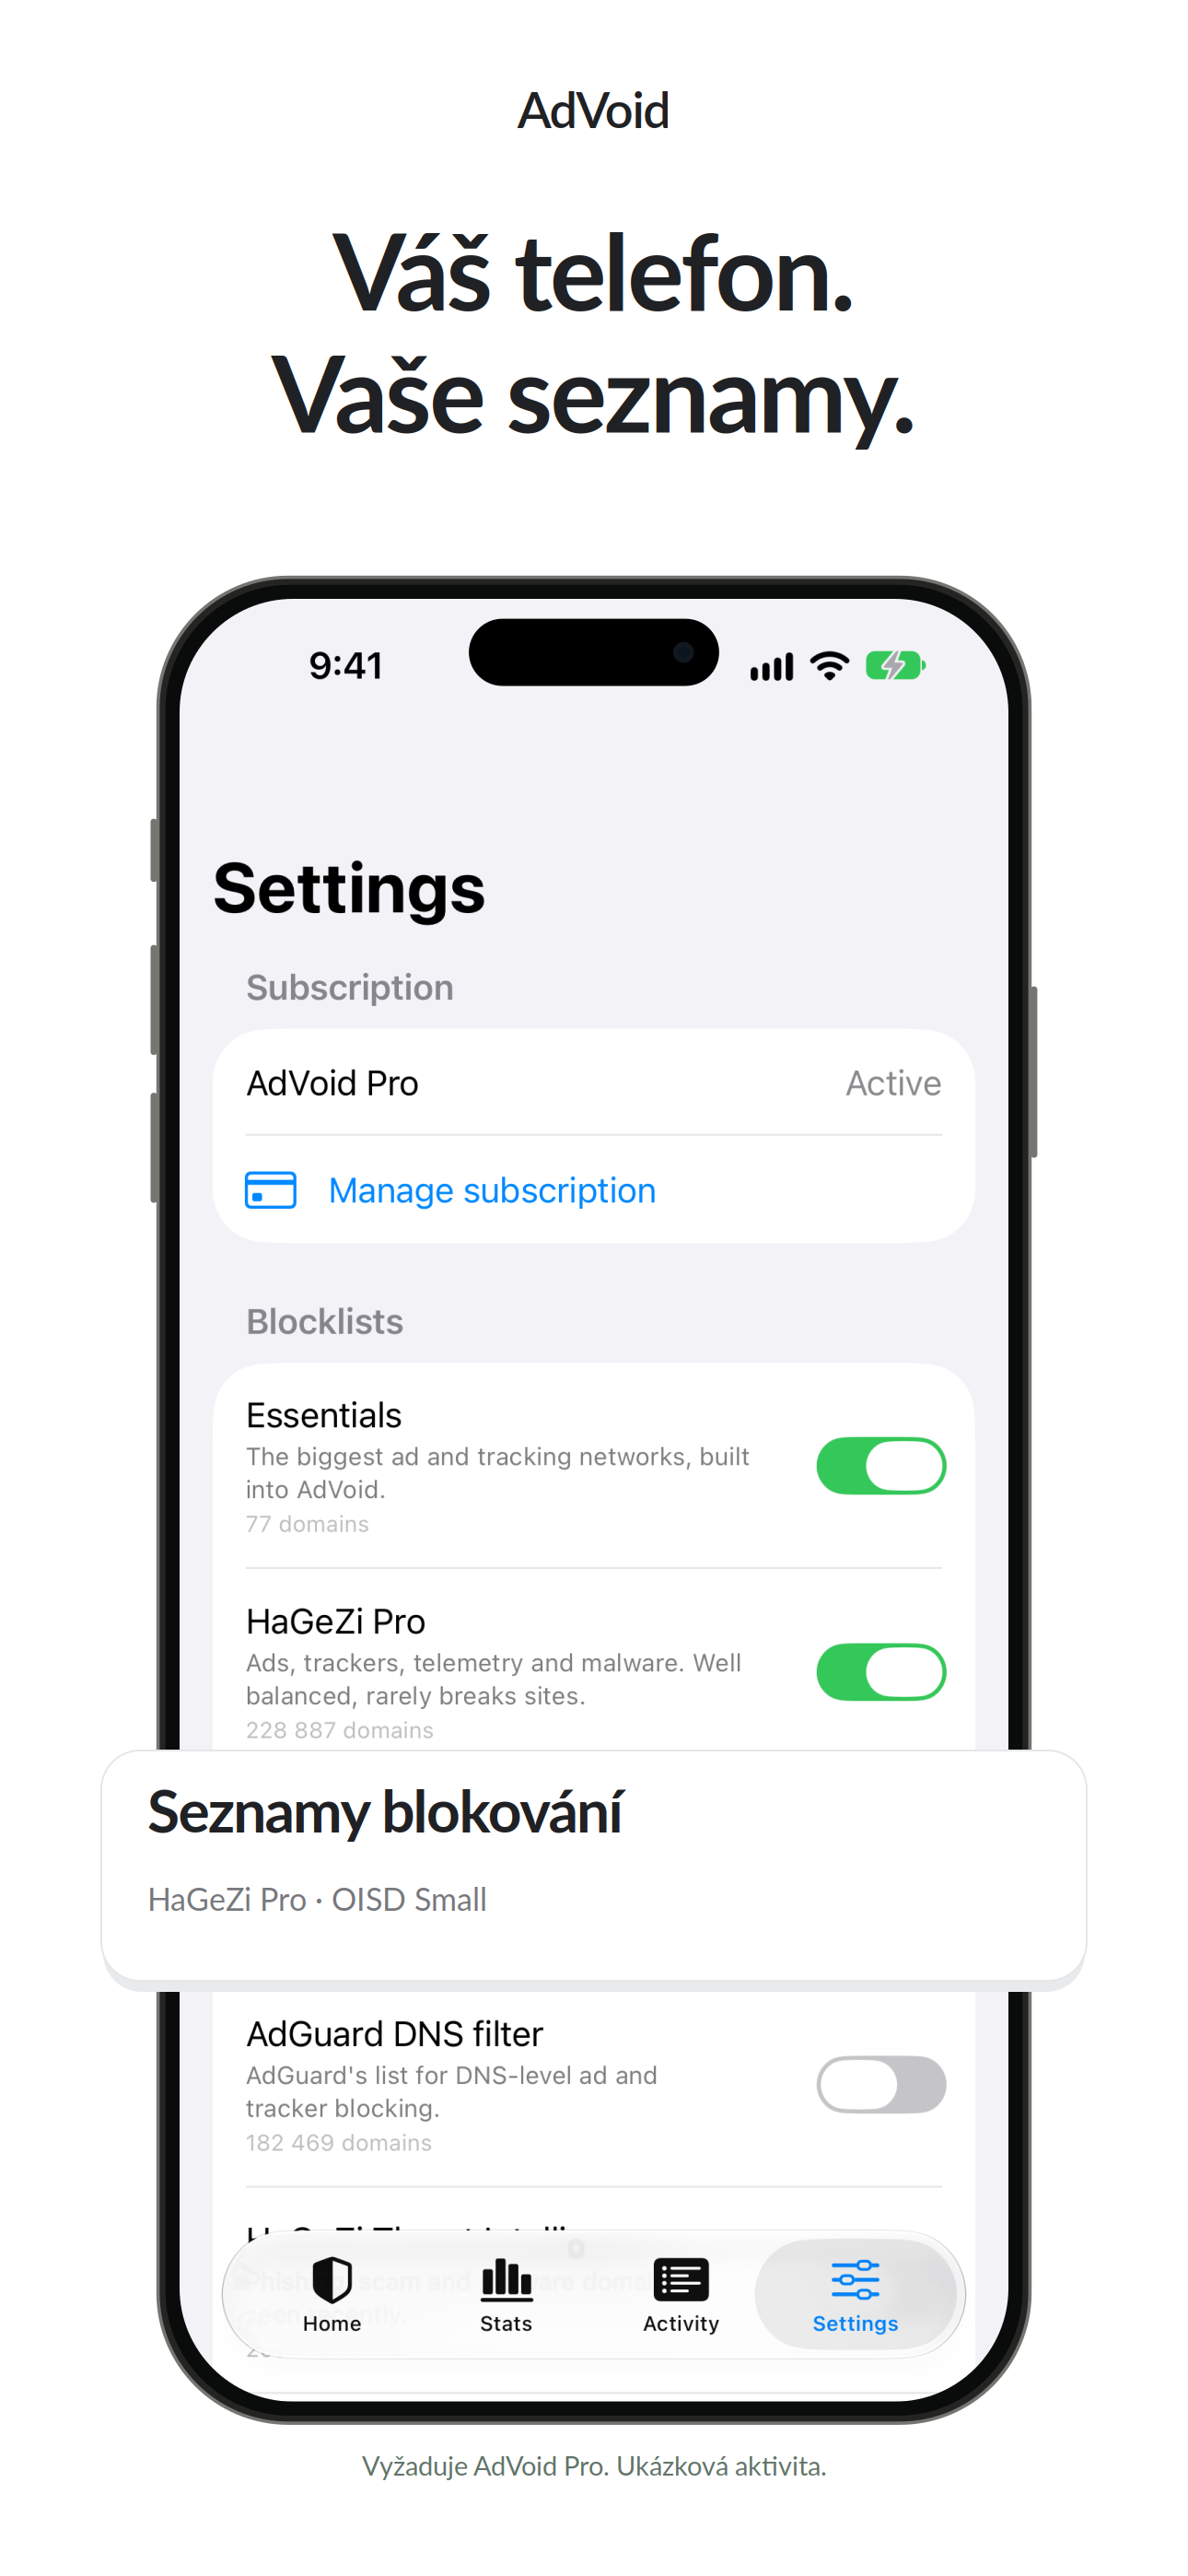 AdVoid
Váš telefon.
Vaše seznamy.
9:41
Settings
Subscription
AdVoid Pro
Active
Manage subscription
Blocklists
Essentials
The biggest ad and tracking networks, built
into AdVoid.
77 domains
HaGeZi Pro
Ads, trackers, telemetry and malware. Well
balanced, rarely breaks sites.
228 887 domains
Seznamy blokování
HaGeZi Pro · OISD Small
AdGuard DNS filter
AdGuard's list for DNS-level ad and
tracker blocking.
182 469 domains
Home
Stats
Activity
Settings
Vyžaduje AdVoid Pro. Ukázková aktivita.